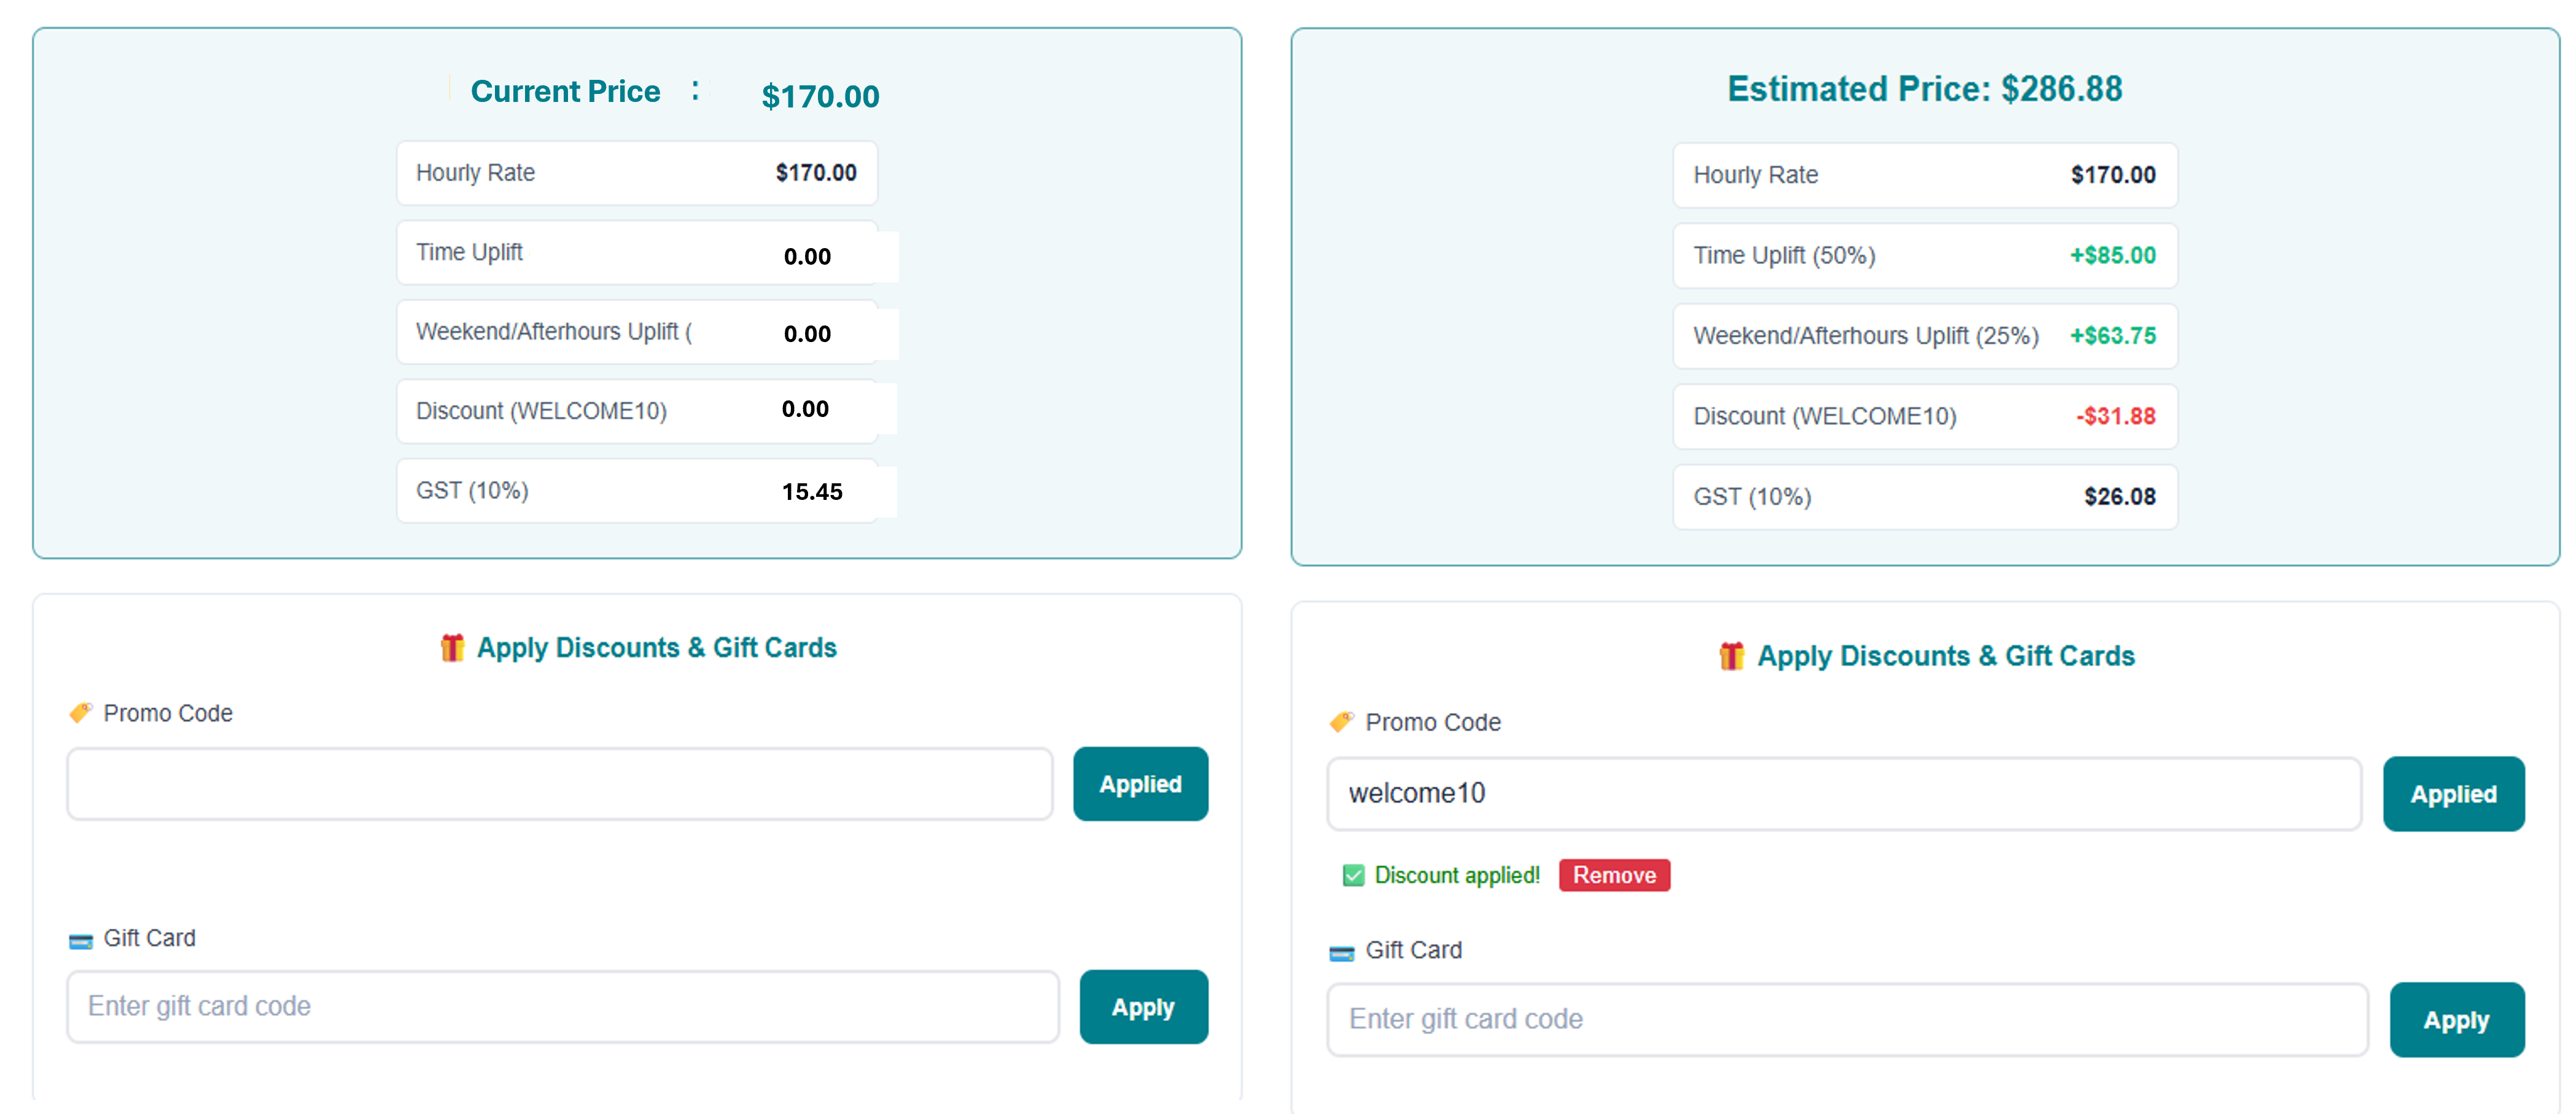 Current Price : $170.00
Hourly Rate $170.00
Time Uplift 0.00
Weekend/Afterhours Uplift ( 0.00
Discount (WELCOME10) 0.00
GST (10%) 15.45
🎁 Apply Discounts & Gift Cards
🏷️ Promo Code
Applied
💳 Gift Card
Enter gift card code Apply
Estimated Price: $286.88
Hourly Rate $170.00
Time Uplift (50%) +$85.00
Weekend/Afterhours Uplift (25%) +$63.75
Discount (WELCOME10) -$31.88
GST (10%) $26.08
🎁 Apply Discounts & Gift Cards
🏷️ Promo Code
welcome10 Applied
✅ Discount applied! Remove
💳 Gift Card
Enter gift card code Apply